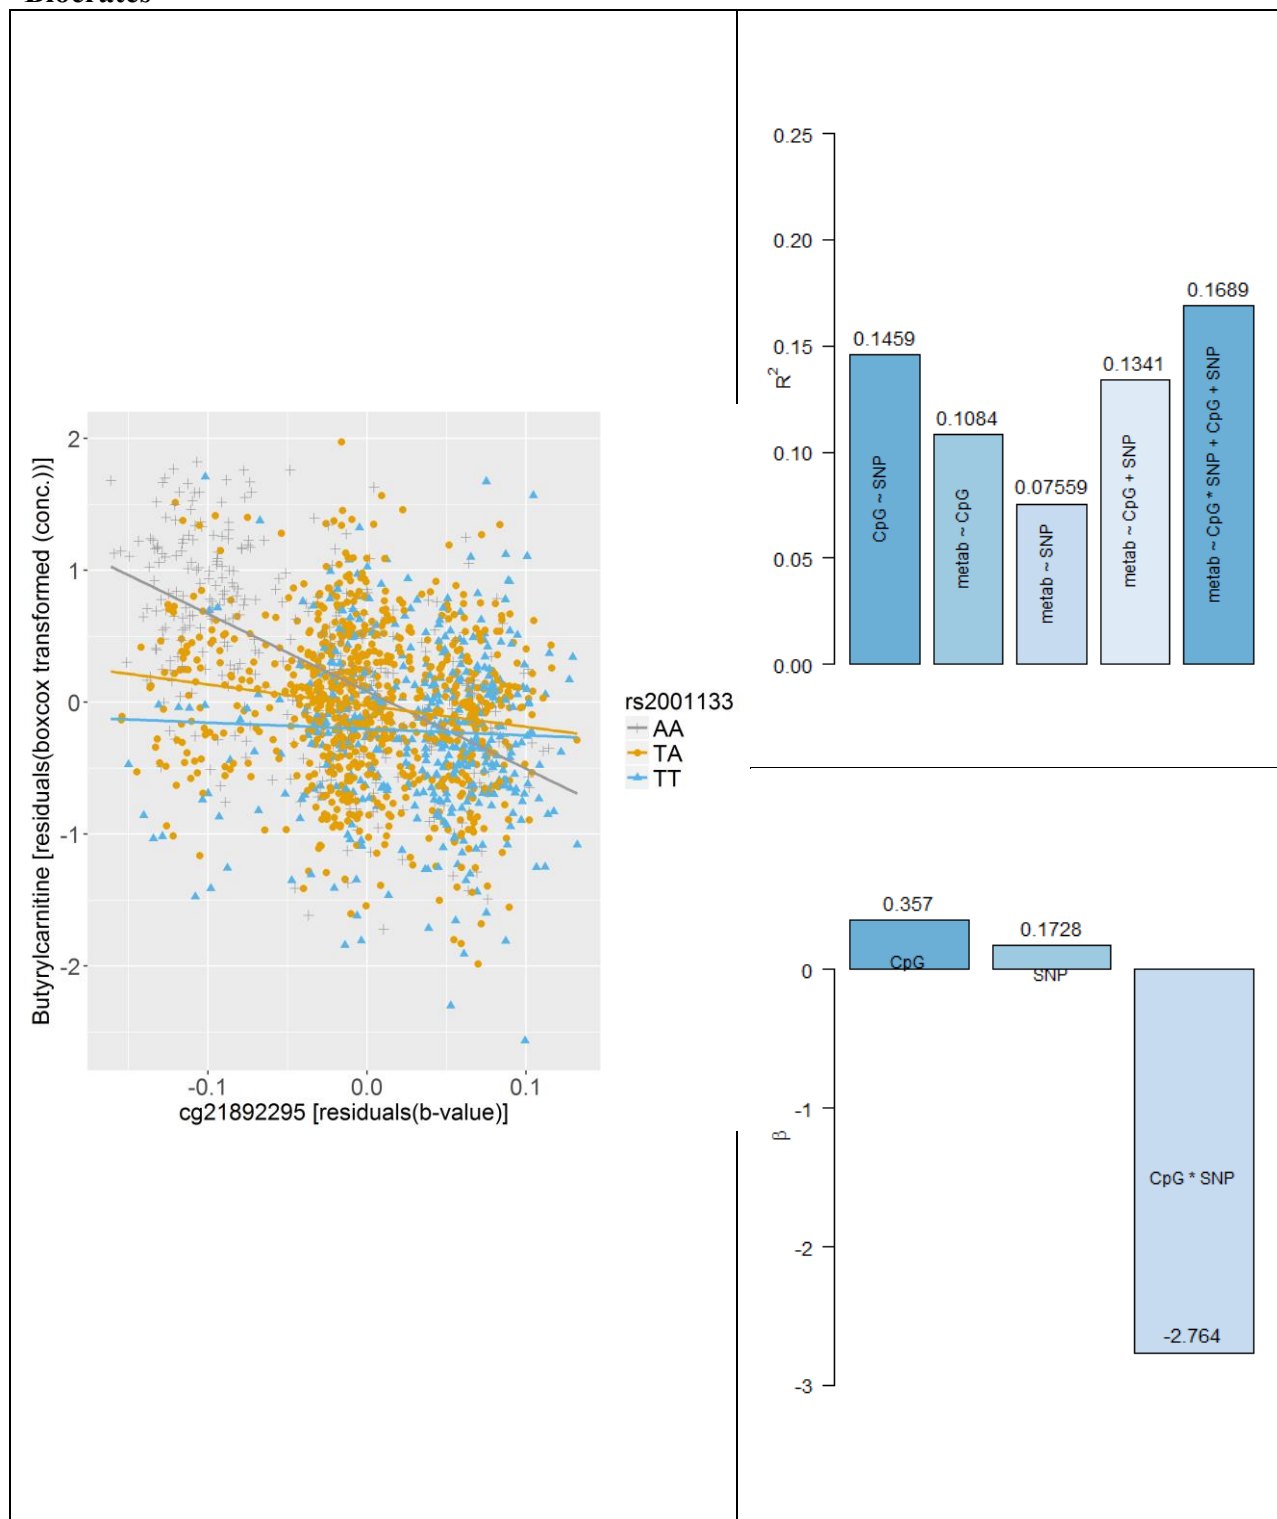 Biocrates
Butyrylcarnitine [residuals(boxcox transformed (conc.))]
2
1
0
-1
-2
-0.1
0.0
0.1
cg21892295 [residuals(b-value)]
rs2001133
AA
TA
TT
R2
0.25
0.20
0.15
0.10
0.05
0.00
0.1459
CpG ~ SNP
0.1084
metab ~ CpG
0.07559
metab ~ SNP
0.1341
metab ~ CpG + SNP
0.1689
metab ~ CpG * SNP + CpG + SNP
β
0
-1
-2
-3
0.357
CpG
0.1728
SNP
CpG * SNP
-2.764